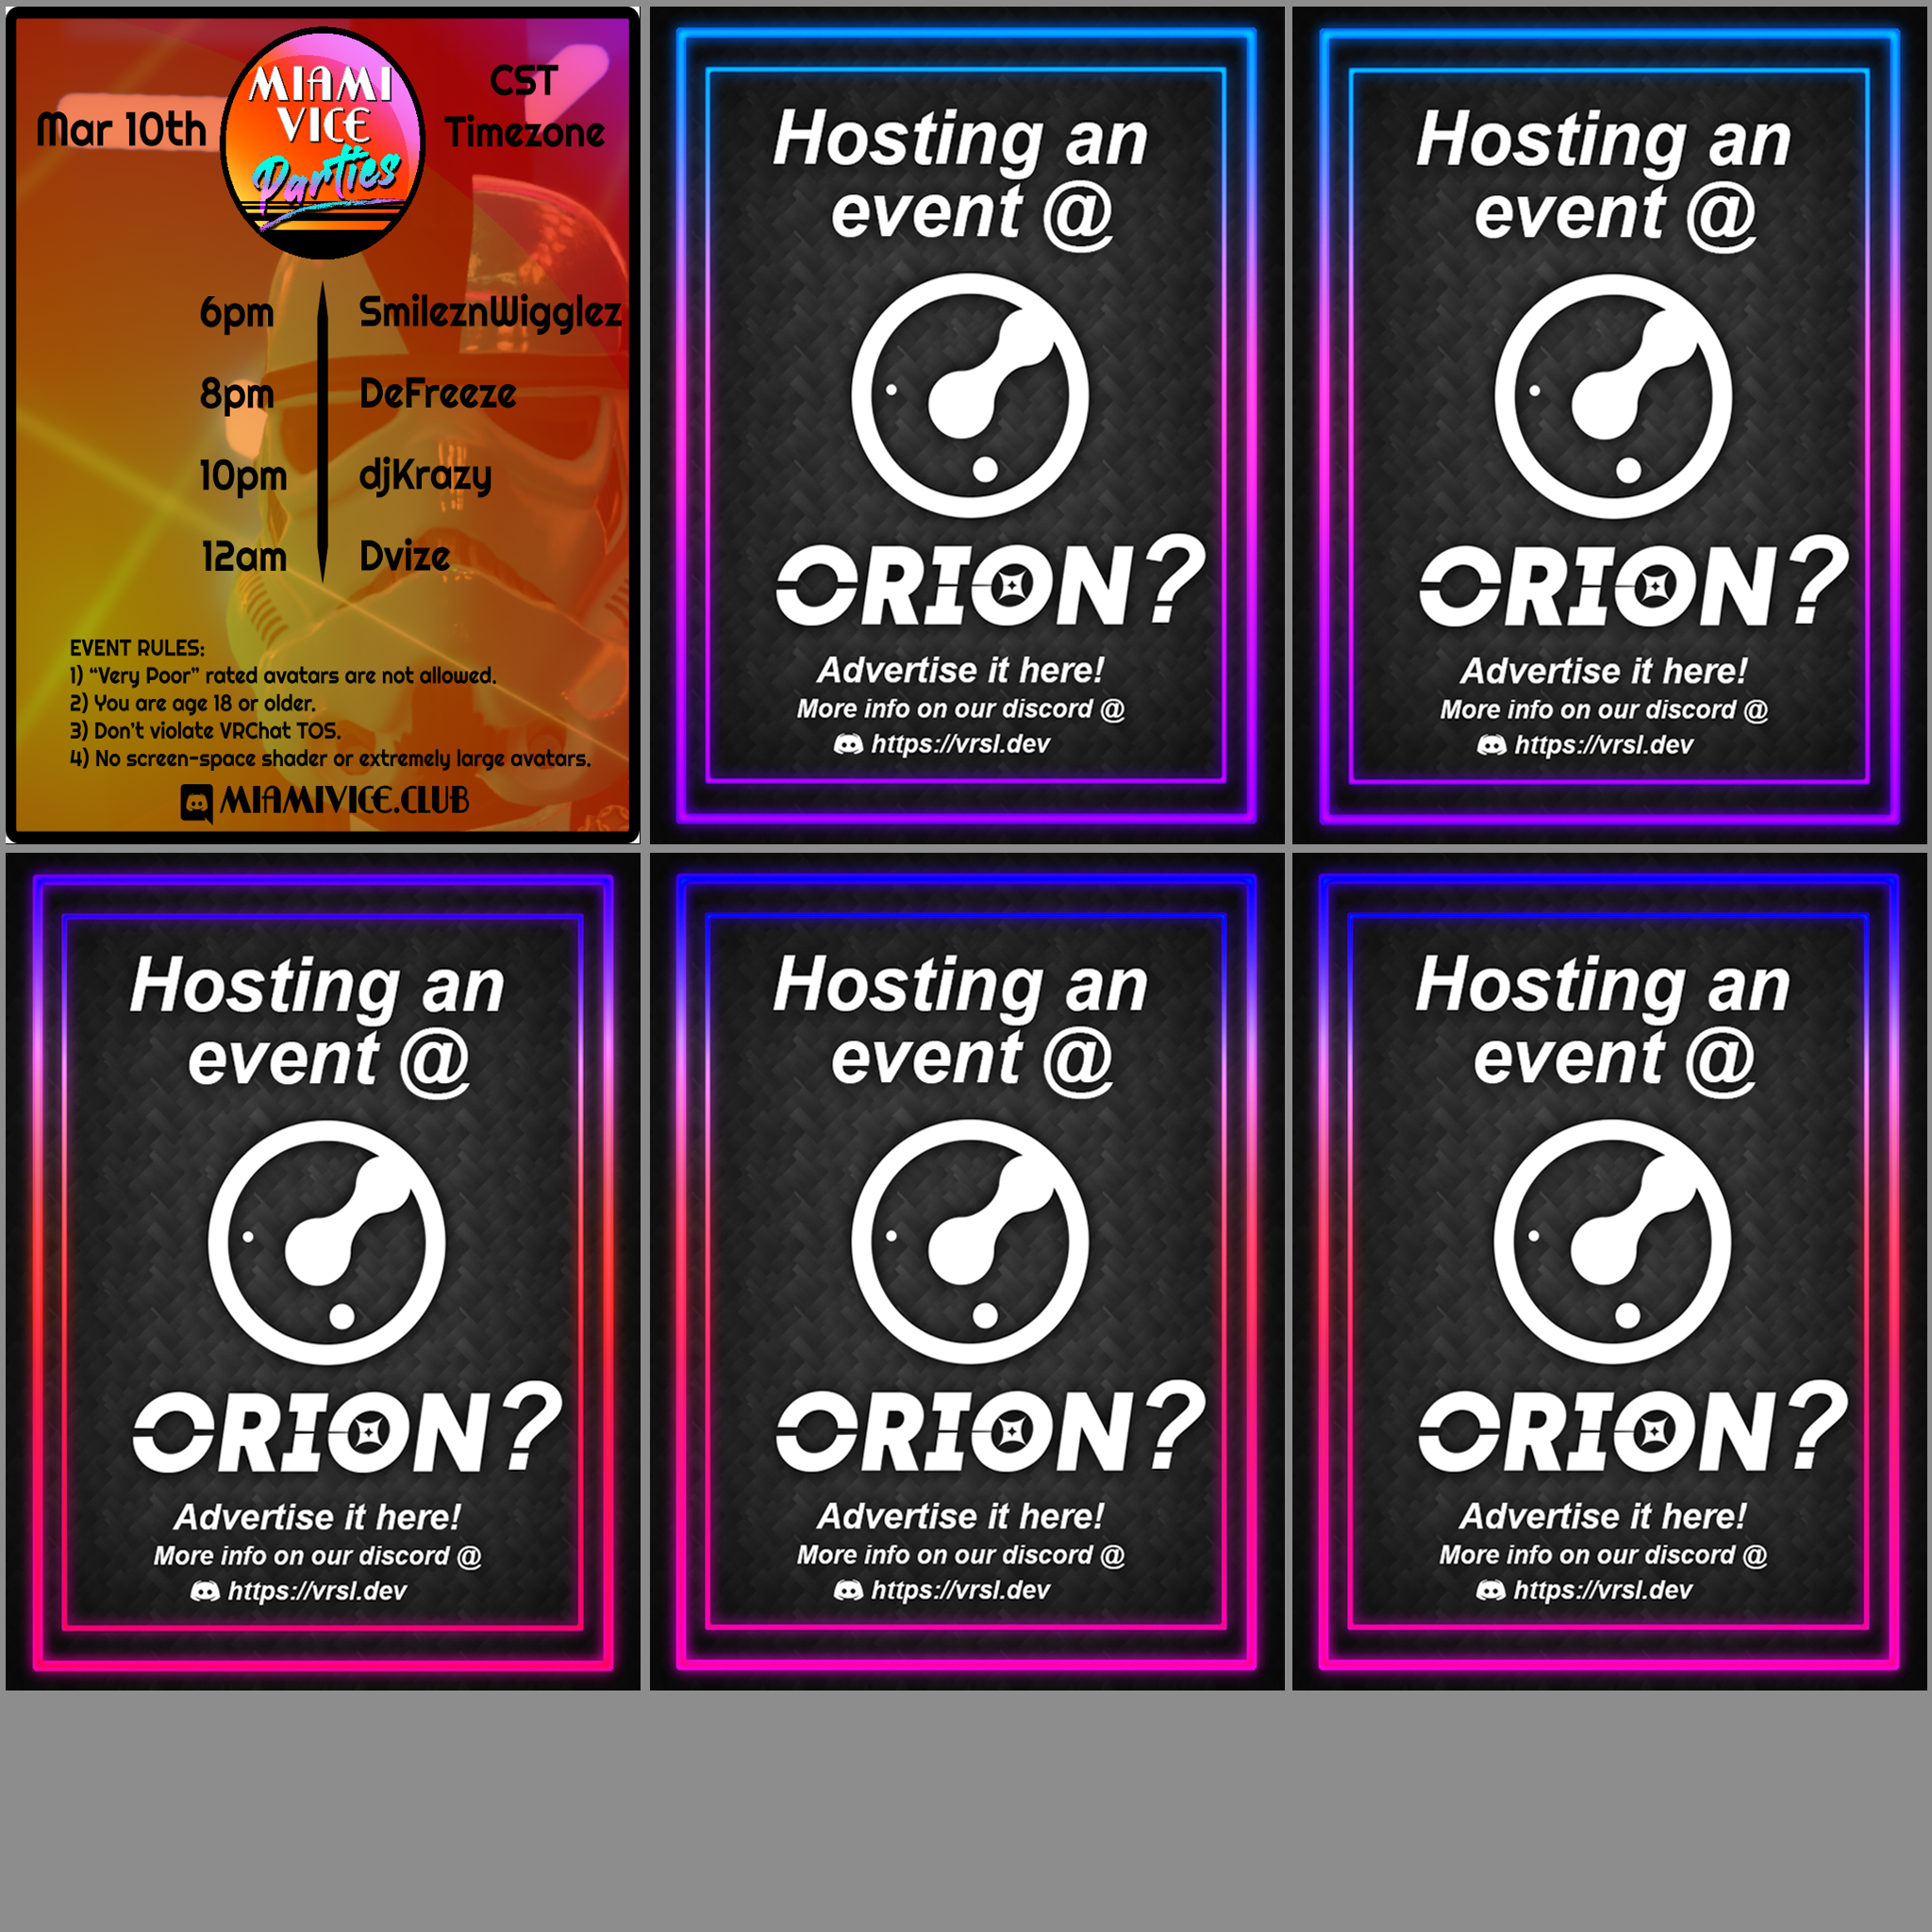 Mar 10th
MIAMI
VICE
Parties
CST
Timezone
6pm SmileznWigglez
8pm DeFreeze
10pm djKrazy
12am Dvize
EVENT RULES:
1) “Very Poor” rated avatars are not allowed.
2) You are age 18 or older.
3) Don't violate VRChat TOS.
4) No screen-space shader or extremely large avatars.
MIAMIVICE.CLUB
Hosting an
event @
ORION?
Advertise it here!
More info on our discord @
https://vrsl.dev
Hosting an
event @
ORION?
Advertise it here!
More info on our discord @
https://vrsl.dev
Hosting an
event @
ORION?
Advertise it here!
More info on our discord @
https://vrsl.dev
Hosting an
event @
ORION?
Advertise it here!
More info on our discord @
https://vrsl.dev
Hosting an
event @
ORION?
Advertise it here!
More info on our discord @
https://vrsl.dev